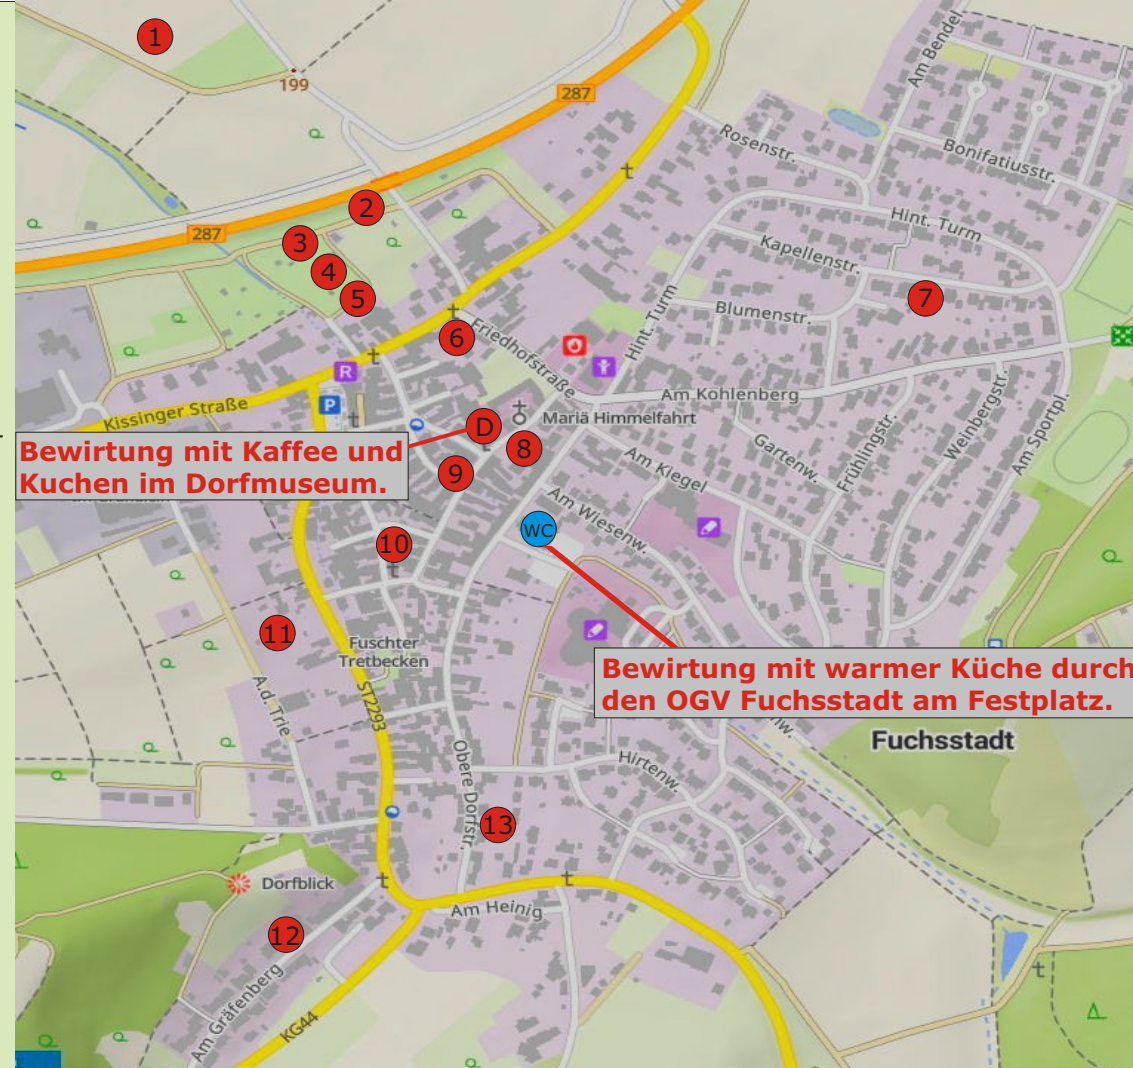 1
199
287
Am Bendel
Rosenstr.
Bonifatiusstr.
2
287
3
4
5
Hint. Turm
Kapellenstr.
7
Blumenstr.
Hint. Turm
6
Friedhofstraße
R
P
Kissinger Straße
Am Kohlenberg
Mariä Himmelfahrt
D
8
9
Bewirtung mit Kaffee und
Kuchen im Dorfmuseum.
Gartenw.
Frühlingstr.
Weinbergstr.
Am Sportpl.
Am Kiegel
Am Wiesenw.
WC
10
11
Fuschter
Tretbecken
A.d. Trie
ST2293
Bewirtung mit warmer Küche durch
den OGV Fuchsstadt am Festplatz.
Fuchsstadt
Obere Dorfstr.
Hirtenw.
13
Dorfblick
Am Heinig
12
Am Gräfenberg
KG44